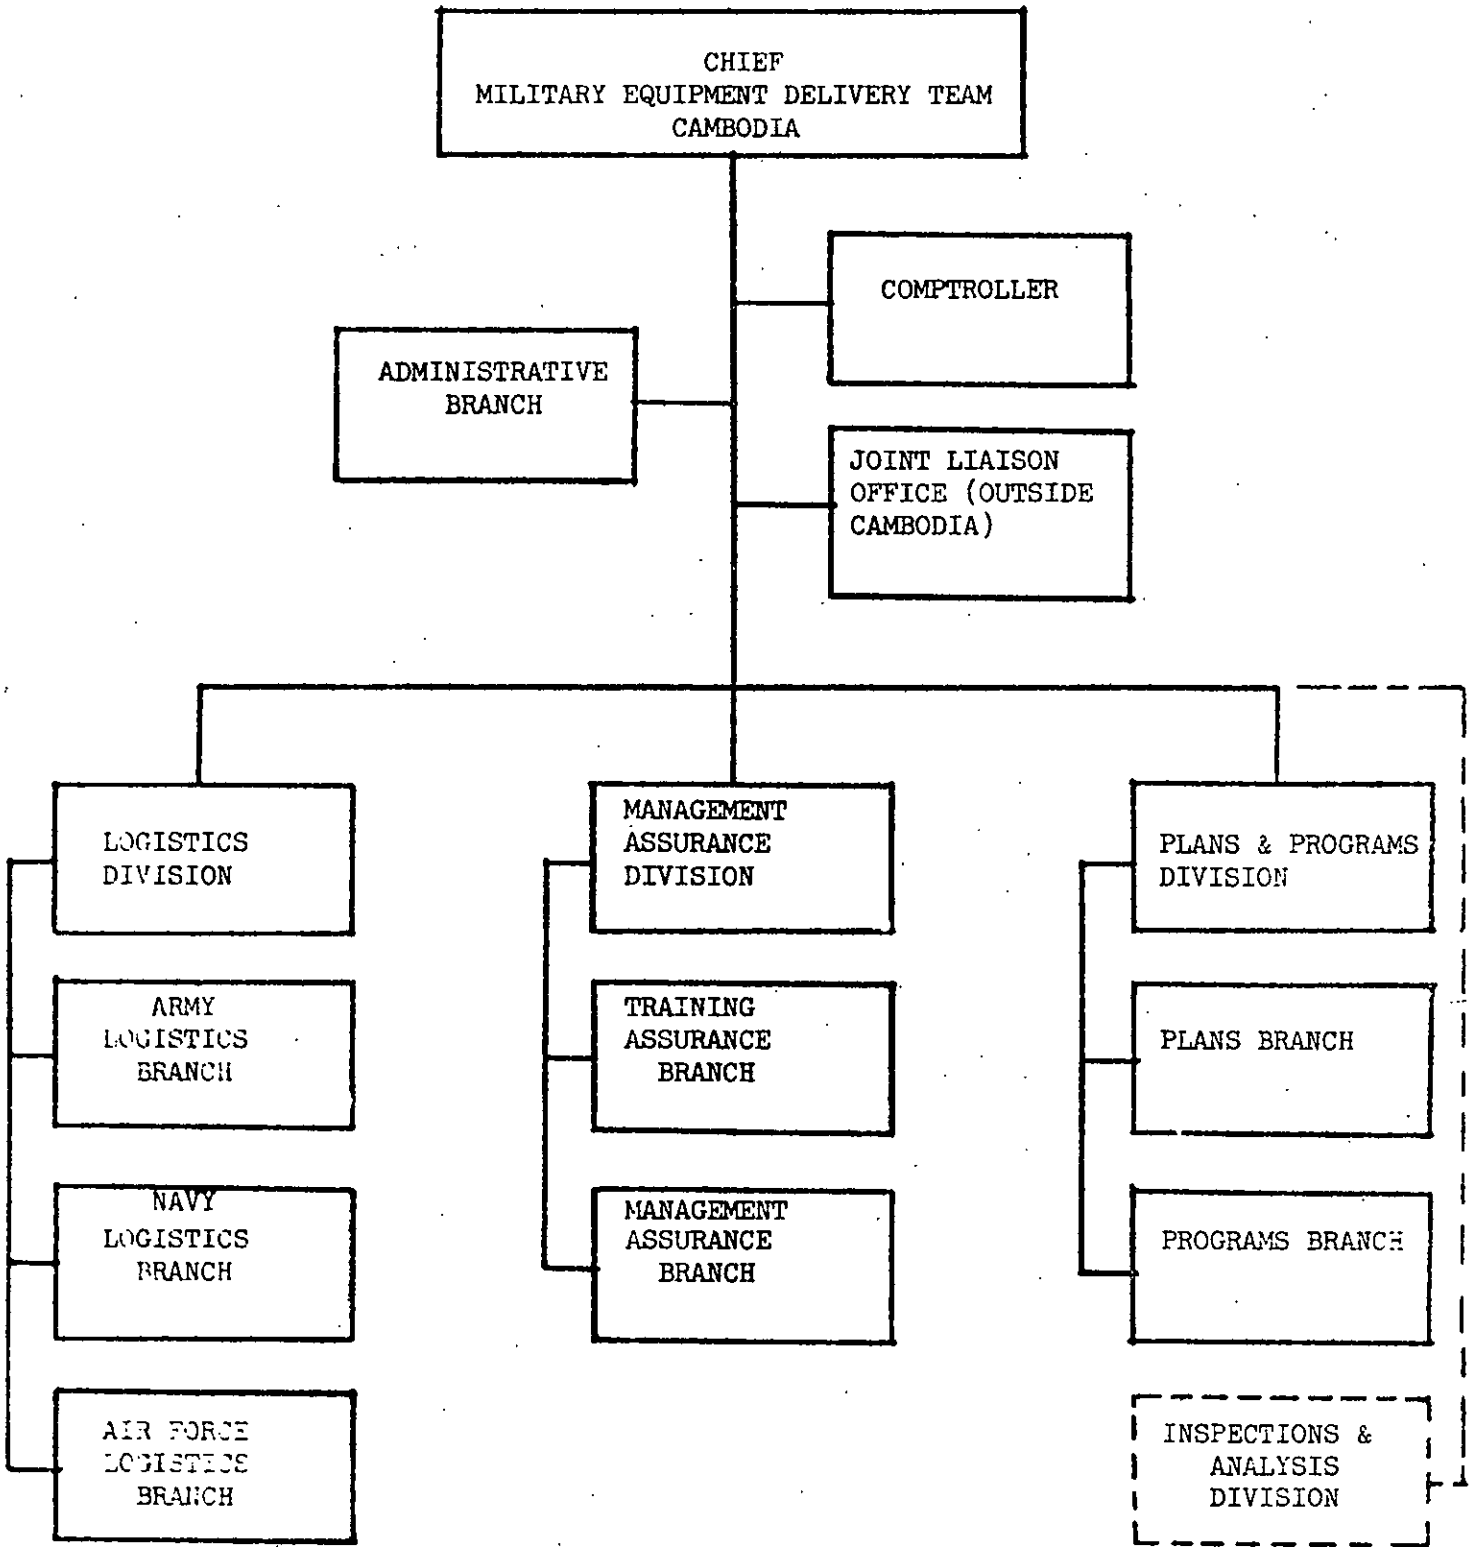 CHIEF
MILITARY EQUIPMENT DELIVERY TEAM
CAMBODIA
COMPTROLLER
ADMINISTRATIVE
BRANCH
JOINT LIAISON
OFFICE (OUTSIDE
CAMBODIA)
LOGISTICS
DIVISION
MANAGEMENT
ASSURANCE
DIVISION
PLANS & PROGRAMS
DIVISION
ARMY
LOGISTICS
BRANCH
TRAINING
ASSURANCE
BRANCH
PLANS BRANCH
NAVY
LOGISTICS
BRANCH
MANAGEMENT
ASSURANCE
BRANCH
PROGRAMS BRANCH
AIR FORCE
LOGISTICS
BRANCH
INSPECTIONS &
ANALYSIS
DIVISION